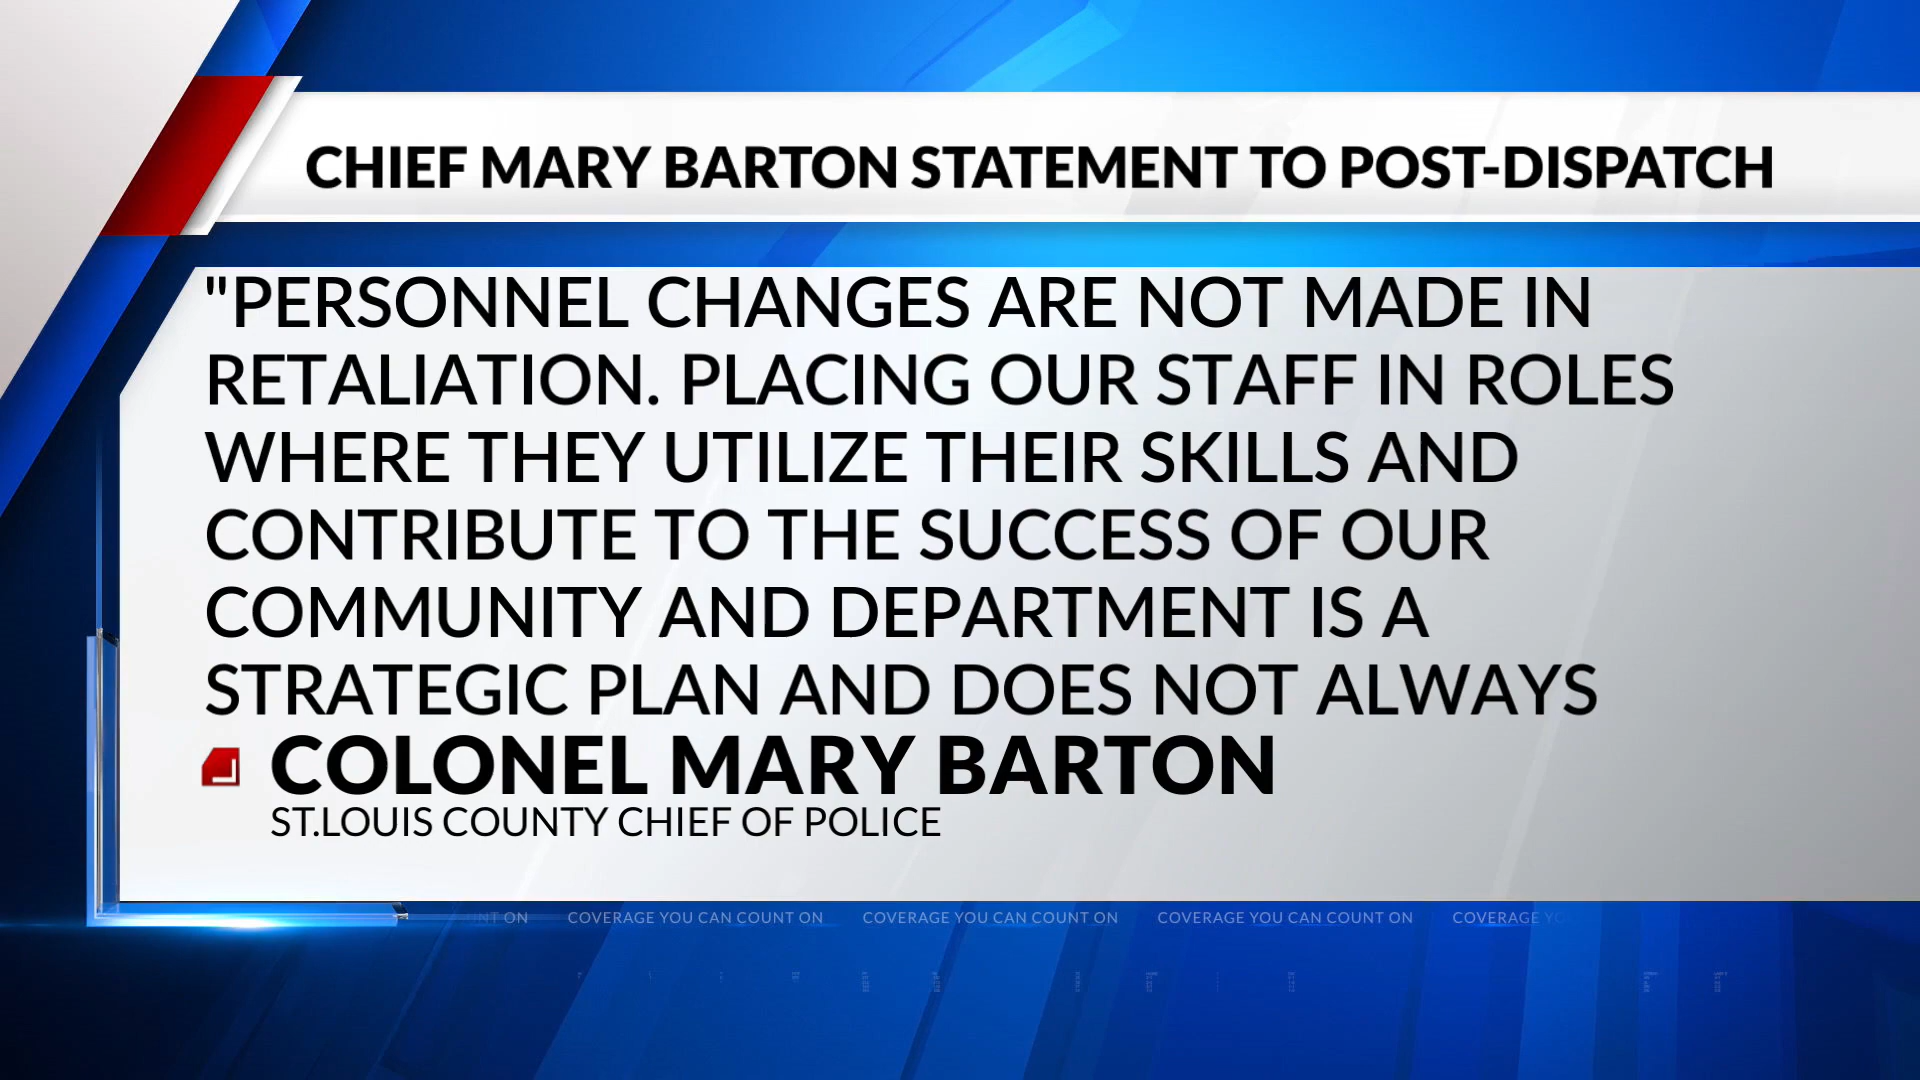 CHIEF MARY BARTON STATEMENT TO POST-DISPATCH
"PERSONNEL CHANGES ARE NOT MADE IN
RETALIATION. PLACING OUR STAFF IN ROLES
WHERE THEY UTILIZE THEIR SKILLS AND
CONTRIBUTE TO THE SUCCESS OF OUR
COMMUNITY AND DEPARTMENT IS A
STRATEGIC PLAN AND DOES NOT ALWAYS
COLONEL MARY BARTON
ST.LOUIS COUNTY CHIEF OF POLICE
ON COVERAGE YOU CAN COUNT ON COVERAGE YOU CAN COUNT ON COVERAGE YOU CAN COUNT ON COVERAGE